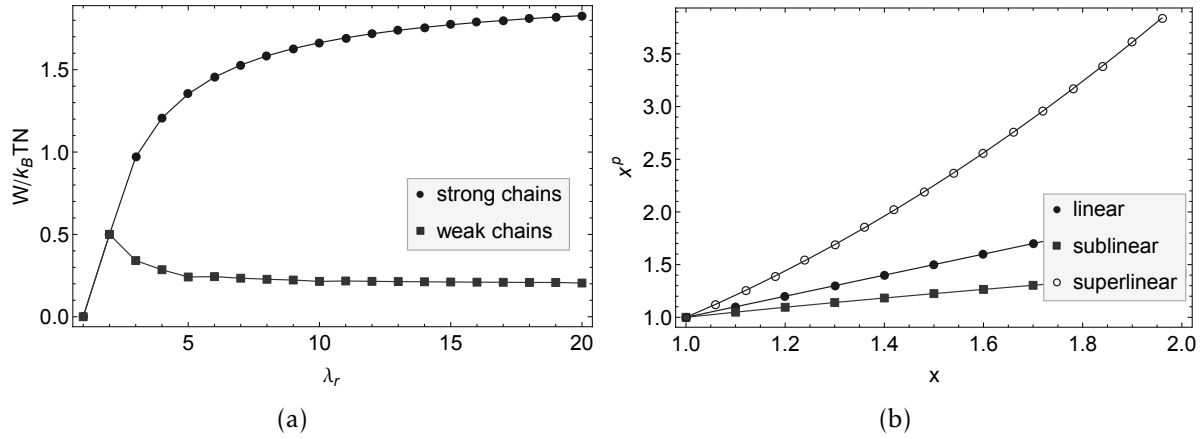 W/k_B TN
1.5
1.0
0.5
0.0
strong chains
weak chains
5
10
15
20
λ_r
(a)
x^p
3.5
3.0
2.5
2.0
1.5
1.0
linear
sublinear
superlinear
1.0
1.2
1.4
1.6
1.8
2.0
x
(b)